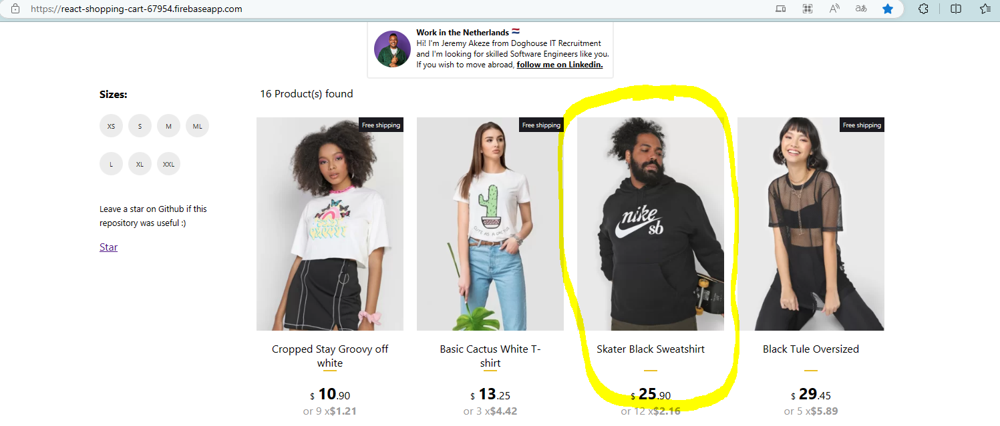 https://react-shopping-cart-67954.firebaseapp.com
Work in the Netherlands
Hi! I'm Jeremy Akeze from Doghouse IT Recruitment
and I'm looking for skilled Software Engineers like you.
If you wish to move abroad, follow me on Linkedin.
Sizes:
XS
S
M
ML
L
XL
XXL
Leave a star on Github if this
repository was useful :)
Star
16 Product(s) found
Free shipping
Cropped Stay Groovy off
white
$ 10.90
or 9 x$1.21
Free shipping
CUTE AS A CACTUS
Basic Cactus White T-
shirt
$ 13.25
or 3 x$4.42
nike
sb
Skater Black Sweatshirt
$ 25.90
or 12 x$2.16
Free shipping
Black Tule Oversized
$ 29.45
or 5 x$5.89